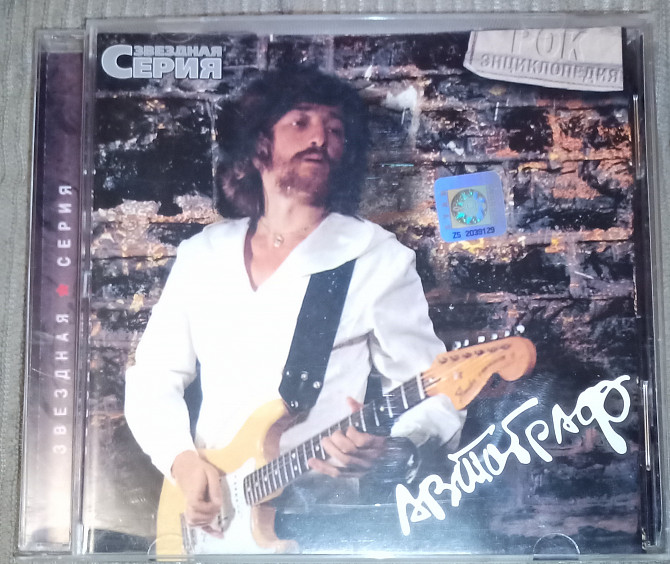 ЗВЕЗДНАЯ
СЕРИЯ
РОК
ЭНЦИКЛОПЕДИЯ
ZS 2039129
Автограф
ЗВЕЗДНАЯ ★ СЕРИЯ